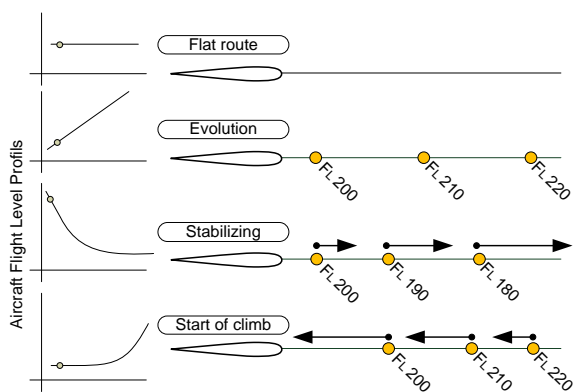 Aircraft Flight Level Profils
Flat route
Evolution
FL 200
FL 210
FL 220
Stabilizing
FL 200
FL 190
FL 180
Start of climb
FL 200
FL 210
FL 220